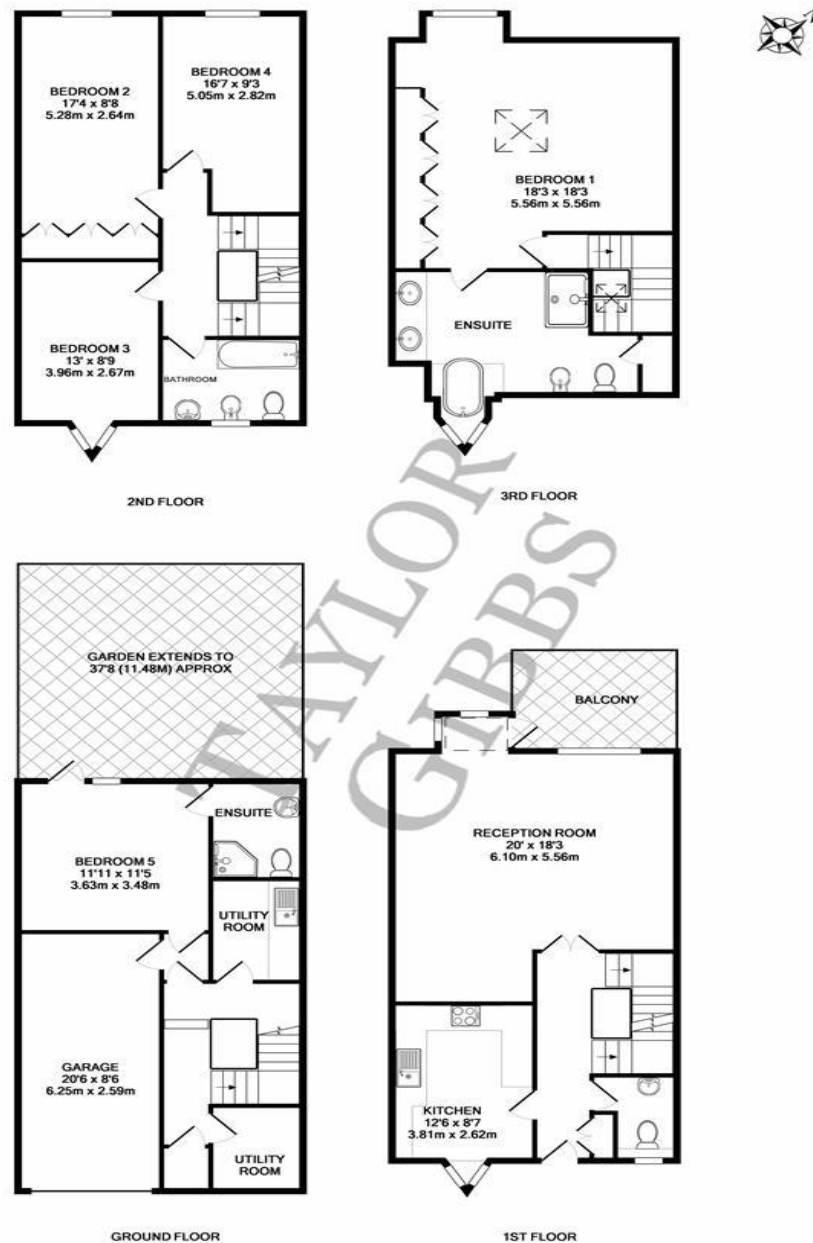 BEDROOM 2
17'4 x 8'8
5.28m x 2.64m
BEDROOM 4
16'7 x 9'3
5.05m x 2.82m
BEDROOM 3
13' x 8'9
3.96m x 2.67m
BATHROOM
2ND FLOOR
BEDROOM 1
18'3 x 18'3
5.56m x 5.56m
ENSUITE
3RD FLOOR
TAYLOR
GIBBS
GARDEN EXTENDS TO
37'8 (11.48M) APPROX
ENSUITE
BEDROOM 5
11'11 x 11'5
3.63m x 3.48m
UTILITY
ROOM
GARAGE
20'6 x 8'6
6.25m x 2.59m
UTILITY
ROOM
GROUND FLOOR
BALCONY
RECEPTION ROOM
20' x 18'3
6.10m x 5.56m
KITCHEN
12'6 x 8'7
3.81m x 2.62m
1ST FLOOR